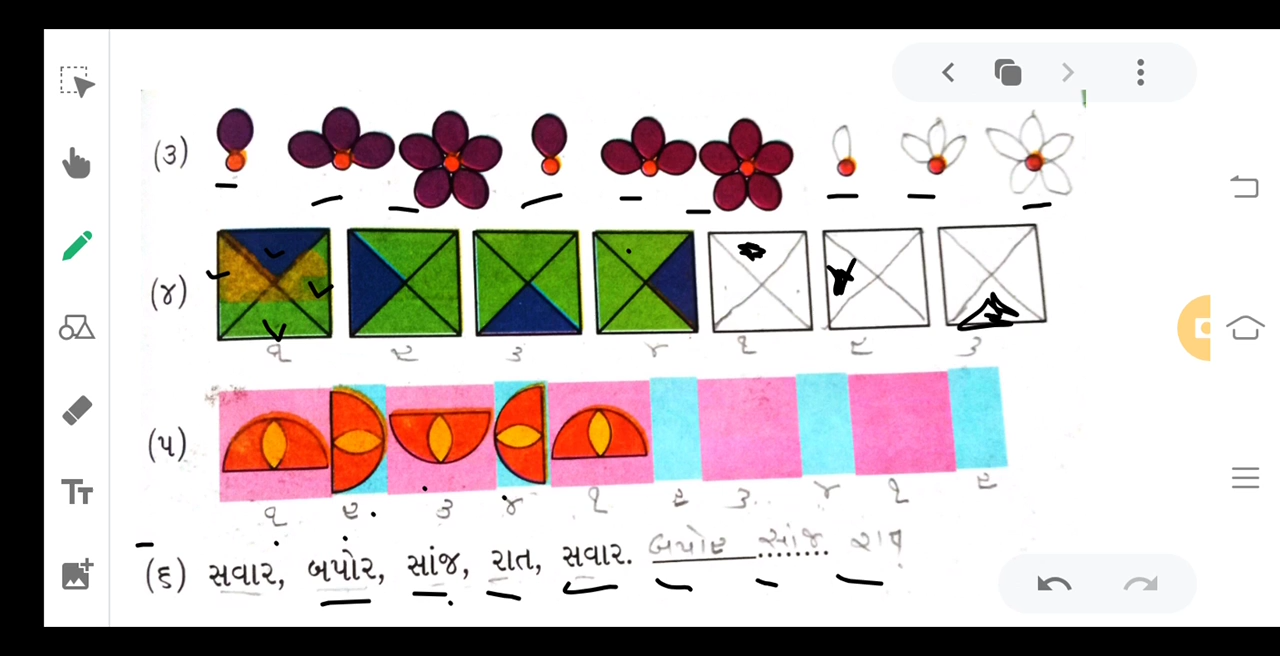 (૩)
(૪)
૧ ૨ ૩ ૪ ૧ ૨ ૩
(૫)
૧ ૨ ૩ ૪ ૧ ૨ ૩ ૪ ૧ ૨
(૬) સવાર, બપોર, સાંજ, રાત, સવાર. બપોર ........ સાંજ રાત
Tт